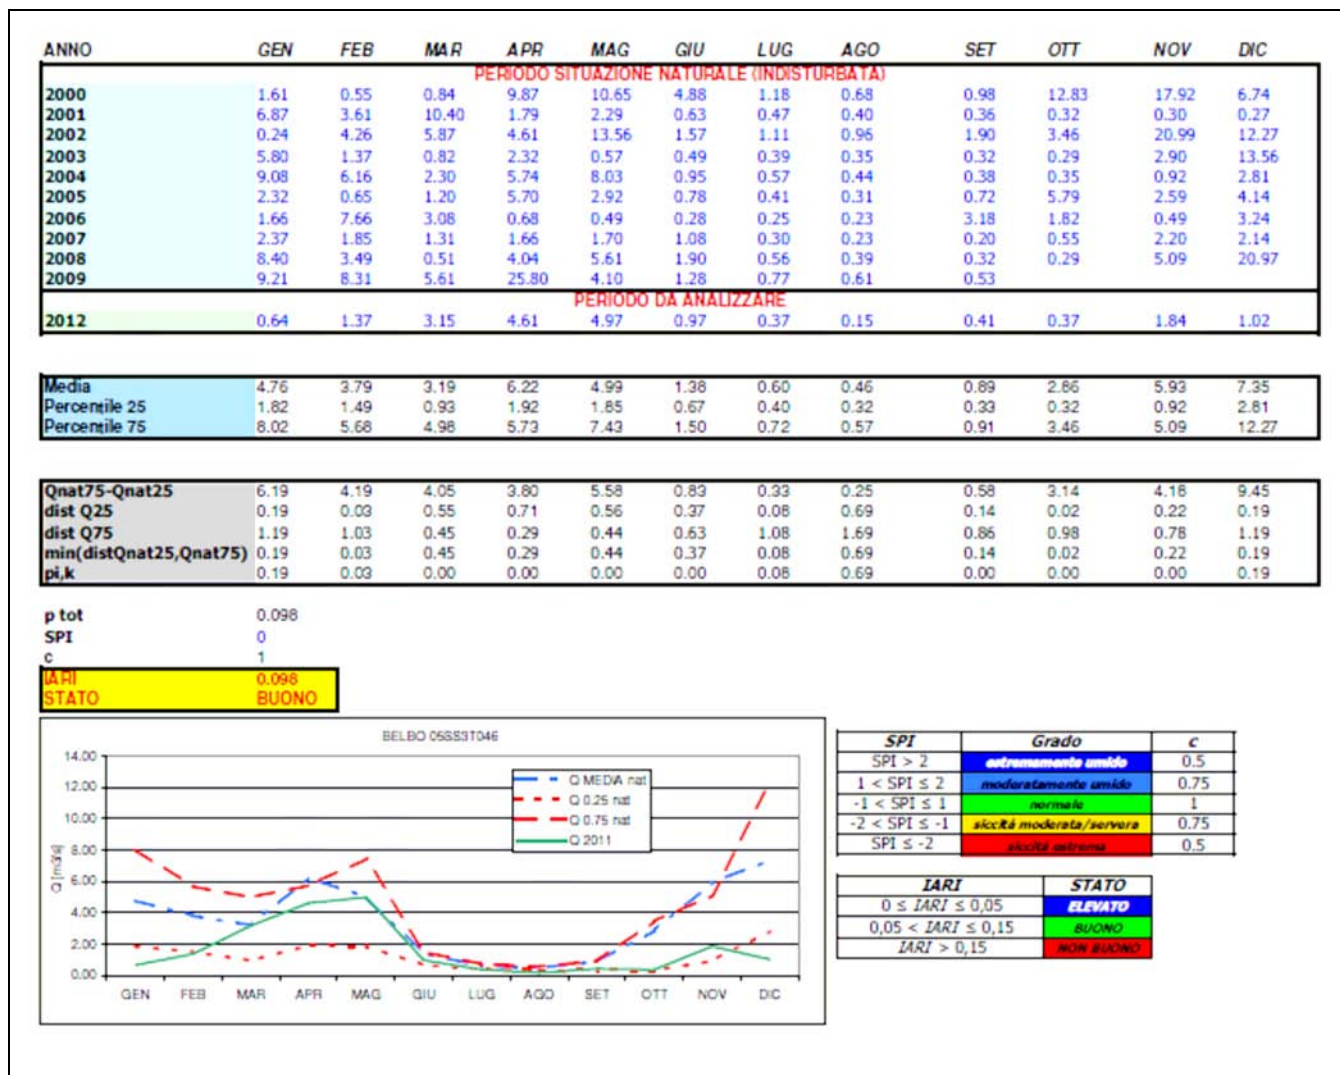 ANNO GEN FEB MAR APR MAG GIU LUG AGO SET OTT NOV DIC
PERIODO SITUAZIONE NATURALE (INDISTURBATA)
2000 1.61 0.55 0.84 9.87 10.65 4.88 1.18 0.68 0.98 12.83 17.92 6.74
2001 6.87 3.61 10.40 1.79 2.29 0.63 0.47 0.40 0.36 0.32 0.30 0.27
2002 0.24 4.26 5.87 4.61 13.56 1.57 1.11 0.96 1.90 3.46 20.99 12.27
2003 5.80 1.37 0.82 2.32 0.57 0.49 0.39 0.35 0.32 0.29 2.90 13.56
2004 9.08 6.16 2.30 5.74 8.03 0.95 0.57 0.44 0.38 0.35 0.92 2.81
2005 2.32 0.65 1.20 5.70 2.92 0.78 0.41 0.31 0.72 5.79 2.59 4.14
2006 1.66 7.66 3.08 0.68 0.49 0.28 0.25 0.23 3.18 1.82 0.49 3.24
2007 2.37 1.85 1.31 1.66 1.70 1.08 0.30 0.23 0.20 0.55 2.20 2.14
2008 8.40 3.49 0.51 4.04 5.61 1.90 0.56 0.39 0.32 0.29 5.09 20.97
2009 9.21 8.31 5.61 25.80 4.10 1.28 0.77 0.61 0.53
PERIODO DA ANALIZZARE
2012 0.64 1.37 3.15 4.61 4.97 0.97 0.37 0.15 0.41 0.37 1.84 1.02
Media 4.76 3.79 3.19 6.22 4.99 1.38 0.60 0.46 0.89 2.86 5.93 7.35
Percentile 25 1.82 1.49 0.93 1.92 1.85 0.67 0.40 0.32 0.33 0.32 0.92 2.81
Percentile 75 8.02 5.68 4.98 5.73 7.43 1.50 0.72 0.57 0.91 3.46 5.09 12.27
Qnat75-Qnat25 6.19 4.19 4.05 3.80 5.58 0.83 0.33 0.25 0.58 3.14 4.18 9.45
dist Q25 0.19 0.03 0.55 0.71 0.56 0.37 0.08 0.69 0.14 0.02 0.22 0.19
dist Q75 1.19 1.03 0.45 0.29 0.44 0.63 1.08 1.69 0.86 0.98 0.78 1.19
min(distQnat25,Qnat75) 0.19 0.03 0.45 0.29 0.44 0.37 0.08 0.69 0.14 0.02 0.22 0.19
pi,k 0.19 0.03 0.00 0.00 0.00 0.00 0.08 0.69 0.00 0.00 0.00 0.19
p tot 0.098
SPI 0
c 1
IARI 0.098
STATO BUONO
BELBO 05SS3T046
14.00
12.00
10.00
8.00
6.00
4.00
2.00
0.00
Q [m3/s]
Q MEDIA nat
Q 0.25 nat
Q 0.75 nat
Q 2011
GEN FEB MAR APR MAG GIU LUG AGO SET OTT NOV DIC
SPI Grado c
SPI > 2 estremamente umido 0.5
1 < SPI ≤ 2 moderatamente umido 0.75
-1 < SPI ≤ 1 normale 1
-2 < SPI ≤ -1 siccità moderata/servera 0.75
SPI ≤ -2 siccità estrema 0.5
IARI STATO
0 ≤ IARI ≤ 0,05 ELEVATO
0,05 < IARI ≤ 0,15 BUONO
IARI > 0,15 NON BUONO